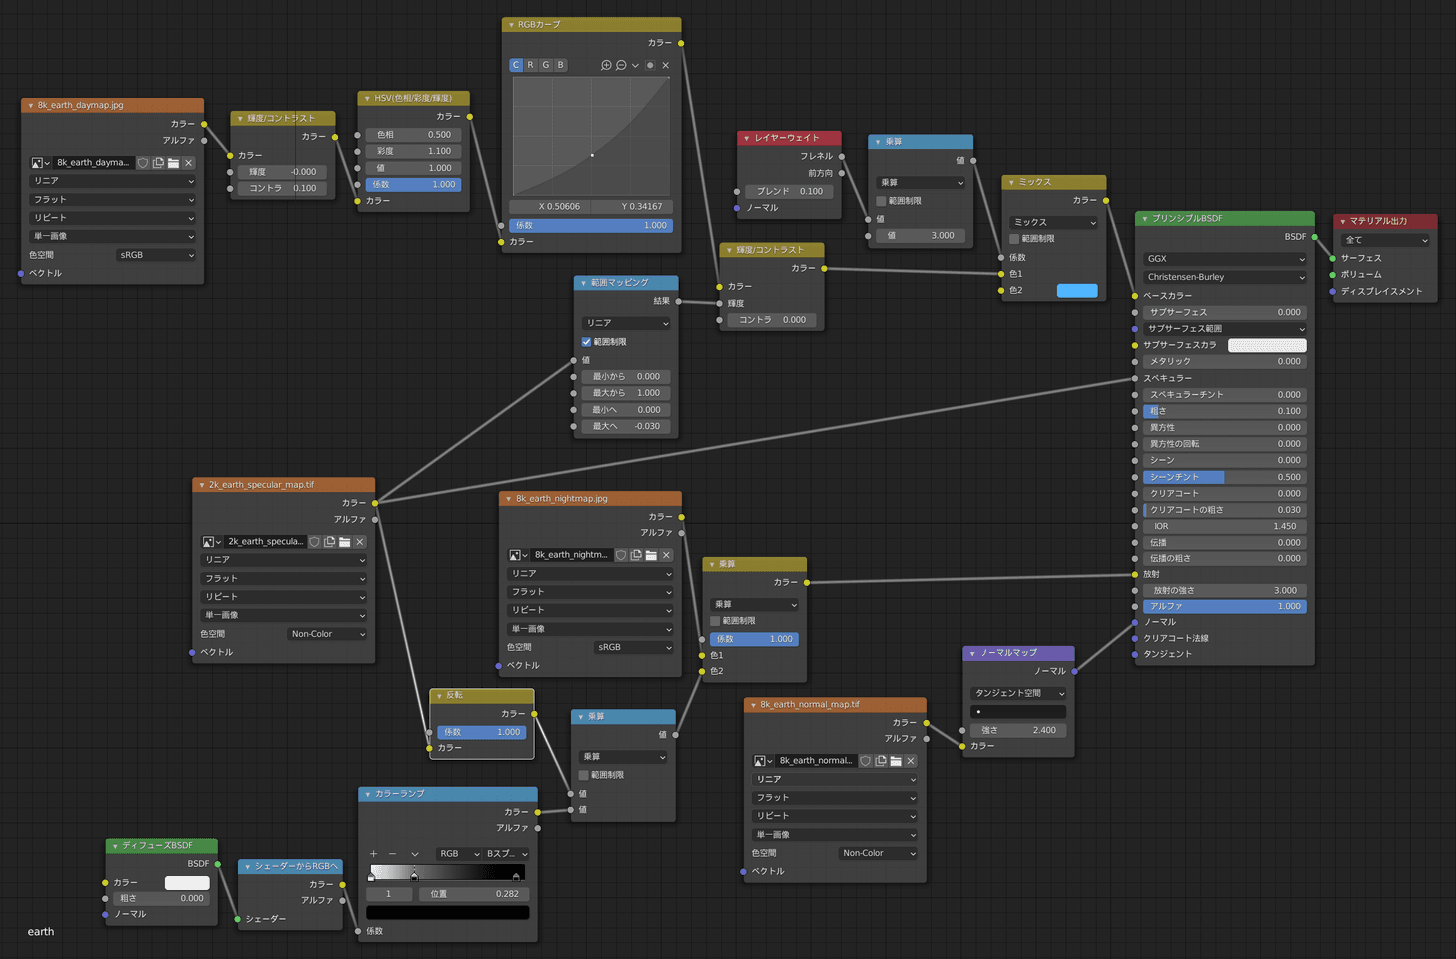 8k_earth_daymap.jpg
カラー
アルファ
8k_earth_dayma...
リニア
フラット
リピート
単一画像
色空間 sRGB
ベクトル
輝度/コントラスト
カラー
カラー
輝度 -0.000
コントラ 0.100
HSV(色相/彩度/輝度)
カラー
色相 0.500
彩度 1.100
値 1.000
係数 1.000
カラー
RGBカーブ
カラー
C R G B
X 0.50606 Y 0.34167
係数 1.000
カラー
レイヤーウェイト
フレネル
前方向
ブレンド 0.100
ノーマル
乗算
値
乗算
範囲制限
値
値 3.000
ミックス
カラー
ミックス
範囲制限
係数
色1
色2
輝度/コントラスト
カラー
カラー
輝度
コントラ 0.000
範囲マッピング
結果
リニア
範囲制限
値
最小から 0.000
最大から 1.000
最小へ 0.000
最大へ -0.030
プリンシプルBSDF
BSDF
GGX
Christensen-Burley
ベースカラー
サブサーフェス 0.000
サブサーフェス範囲
サブサーフェスカラ
メタリック 0.000
スペキュラー
スペキュラーチント 0.000
粗さ 0.100
異方性 0.000
異方性の回転 0.000
シーン 0.000
シーンチント 0.500
クリアコート 0.000
クリアコートの粗さ 0.030
IOR 1.450
伝播 0.000
伝播の粗さ 0.000
放射
放射の強さ 3.000
アルファ 1.000
ノーマル
クリアコート法線
タンジェント
マテリアル出力
全て
サーフェス
ボリューム
ディスプレイスメント
2k_earth_specular_map.tif
カラー
アルファ
2k_earth_specula...
リニア
フラット
リピート
単一画像
色空間 Non-Color
ベクトル
8k_earth_nightmap.jpg
カラー
アルファ
8k_earth_nightm...
リニア
フラット
リピート
単一画像
色空間 sRGB
ベクトル
乗算
カラー
乗算
範囲制限
係数 1.000
色1
色2
反転
カラー
係数 1.000
カラー
乗算
値
乗算
範囲制限
値
値
8k_earth_normal_map.tif
カラー
アルファ
8k_earth_normal...
リニア
フラット
リピート
単一画像
色空間 Non-Color
ベクトル
ノーマルマップ
ノーマル
タンジェント空間
強さ 2.400
カラー
カラーランプ
カラー
アルファ
RGB Bスプ...
1 位置 0.282
係数
ディフューズBSDF
BSDF
カラー
粗さ 0.000
ノーマル
シェーダーからRGBへ
カラー
アルファ
シェーダー
earth